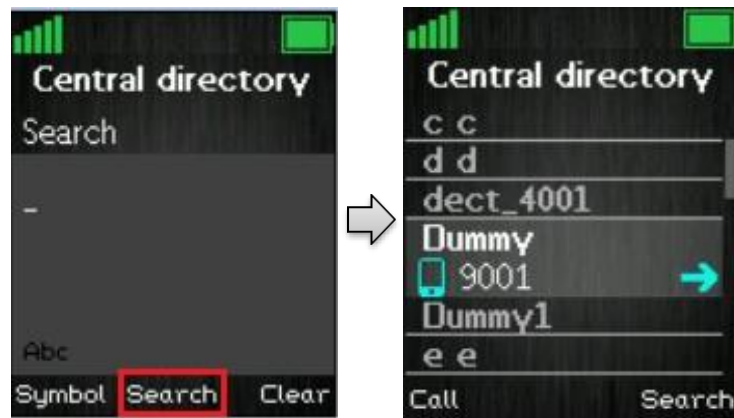 Central directory
Search
_
Abc
Symbol Search Clear
Central directory
c c
d d
dect_4001
Dummy
9001
Dummy1
e e
Call Search